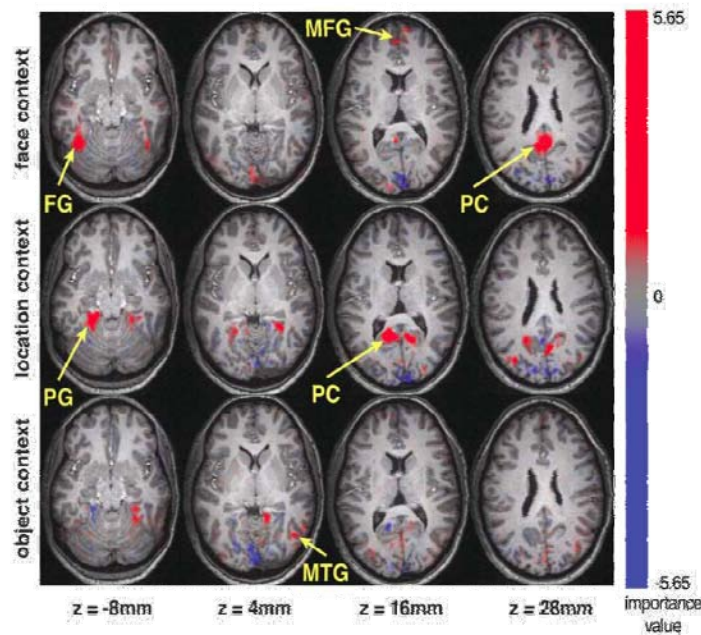 face context
MFG
FG
PC
5.65
location context
PG
PC
0
object context
MTG
-5.65
z = -8mm
z = 4mm
z = 16mm
z = 28mm
importance
value